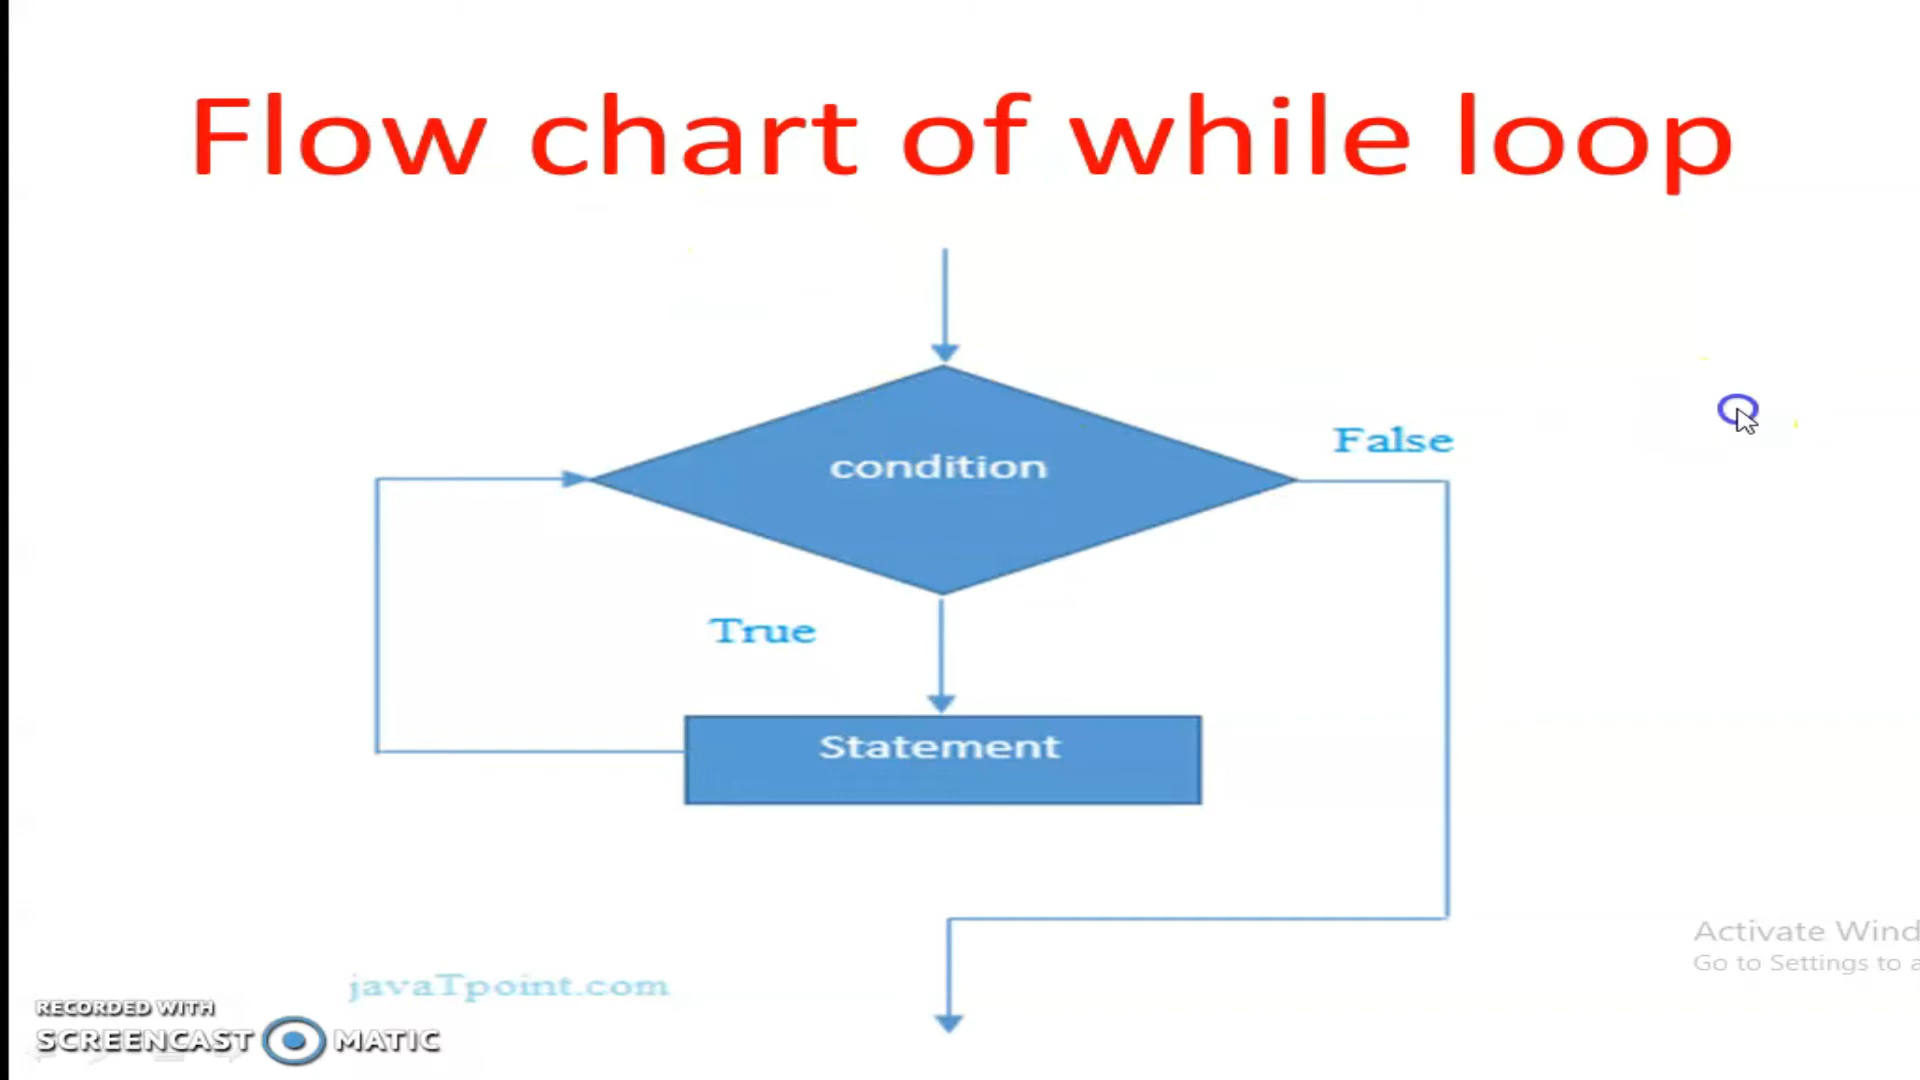 Flow chart of while loop
condition
False
True
Statement
javaTpoint.com
RECORDED WITH
SCREENCAST MATIC
Activate Wind
Go to Settings to a